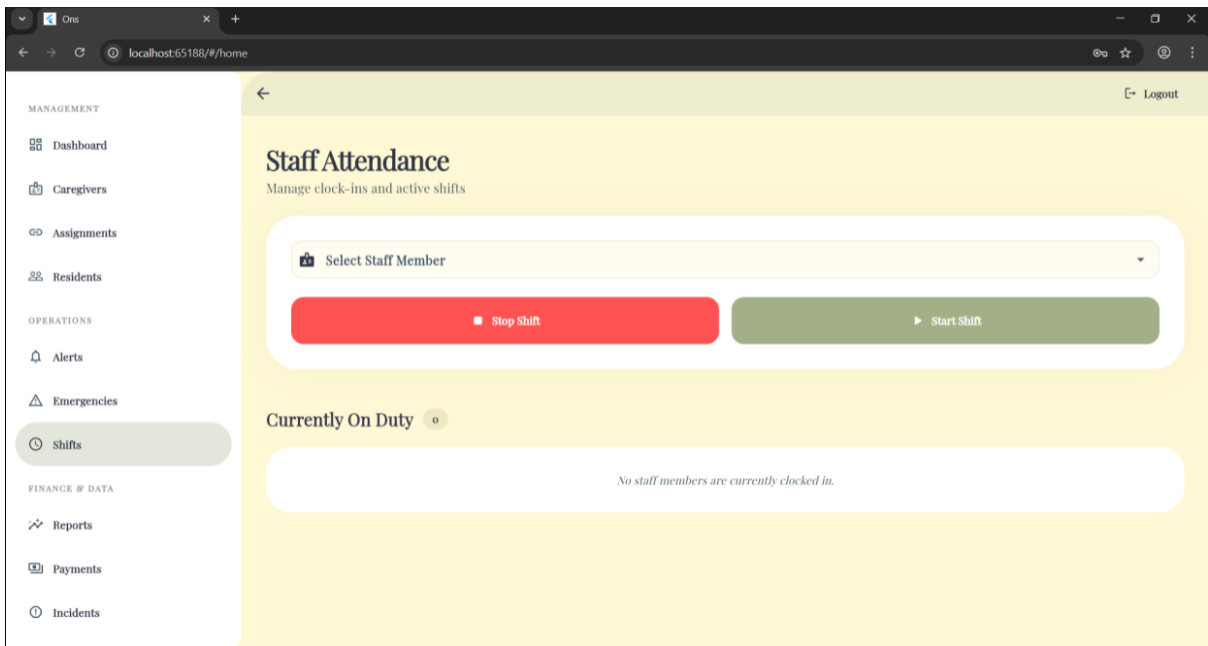 Ons
localhost:65188/#/home
Logout
MANAGEMENT
Dashboard
Caregivers
Assignments
Residents
OPERATIONS
Alerts
Emergencies
Shifts
FINANCE & DATA
Reports
Payments
Incidents
Staff Attendance
Manage clock-ins and active shifts
Select Staff Member
Stop Shift
Start Shift
Currently On Duty 0
No staff members are currently clocked in.